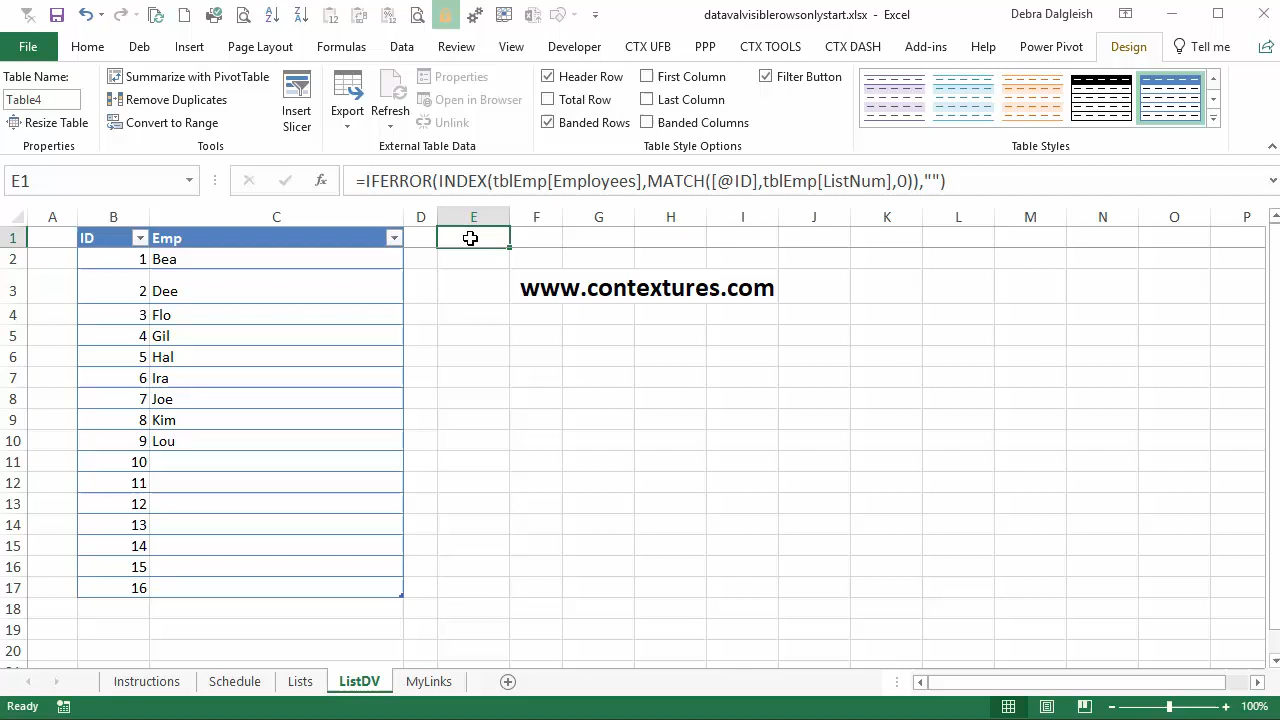 datavalvisiblerowsonlystart.xlsx - Excel
Debra Dalgleish
File Home Deb Insert Page Layout Formulas Data Review View Developer CTX UFB PPP CTX TOOLS CTX DASH Add-ins Help Power Pivot Design Tell me
Table Name:
Table4
Resize Table
Properties
Summarize with PivotTable
Remove Duplicates
Convert to Range
Tools
Insert
Slicer
Export
Refresh
Properties
Open in Browser
Unlink
External Table Data
Header Row First Column Filter Button
Total Row Last Column
Banded Rows Banded Columns
Table Style Options
Table Styles
E1
fx
=IFERROR(INDEX(tblEmp[Employees],MATCH([@ID],tblEmp[ListNum],0)),"")
A B C D E F G H I J K L M N O P
1 ID Emp
2 1 Bea
3 2 Dee
www.contextures.com
4 3 Flo
5 4 Gil
6 5 Hal
7 6 Ira
8 7 Joe
9 8 Kim
10 9 Lou
11 10
12 11
13 12
14 13
15 14
16 15
17 16
18
19
20
Instructions Schedule Lists ListDV MyLinks
Ready
100%